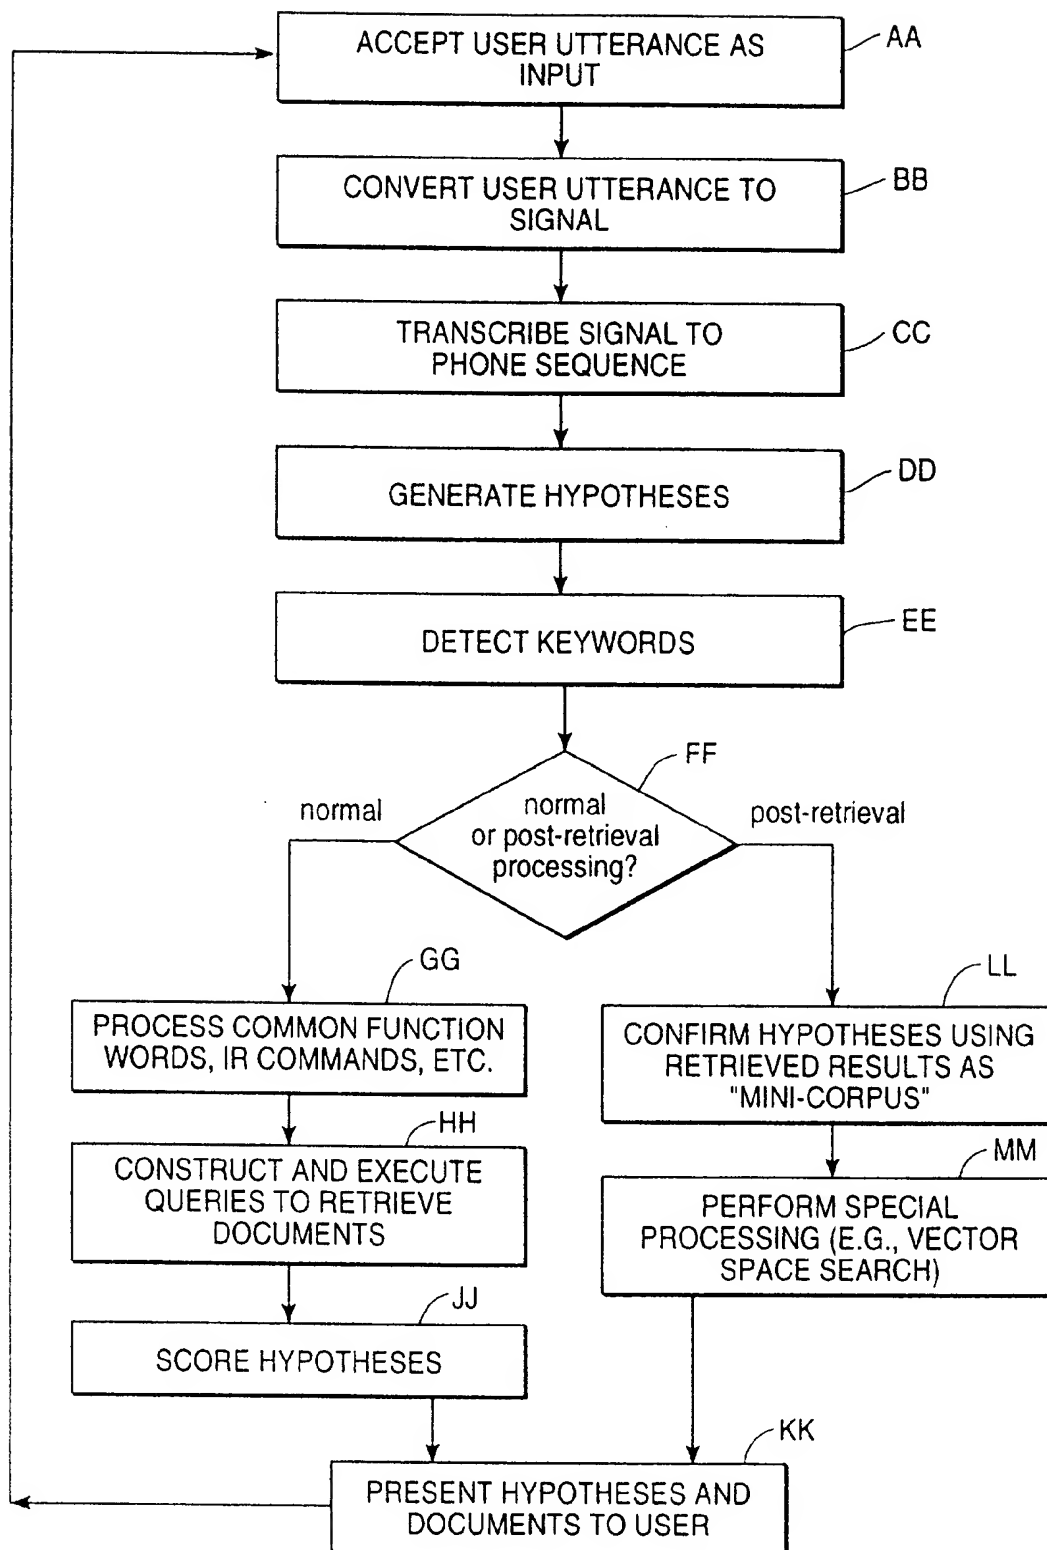 ACCEPT USER UTTERANCE AS
INPUT
AA
CONVERT USER UTTERANCE TO
SIGNAL
BB
TRANSCRIBE SIGNAL TO
PHONE SEQUENCE
CC
GENERATE HYPOTHESES
DD
DETECT KEYWORDS
EE
FF
normal
or post-retrieval
processing?
normal
post-retrieval
GG
PROCESS COMMON FUNCTION
WORDS, IR COMMANDS, ETC.
HH
CONSTRUCT AND EXECUTE
QUERIES TO RETRIEVE
DOCUMENTS
JJ
SCORE HYPOTHESES
LL
CONFIRM HYPOTHESES USING
RETRIEVED RESULTS AS
"MINI-CORPUS"
MM
PERFORM SPECIAL
PROCESSING (E.G., VECTOR
SPACE SEARCH)
KK
PRESENT HYPOTHESES AND
DOCUMENTS TO USER